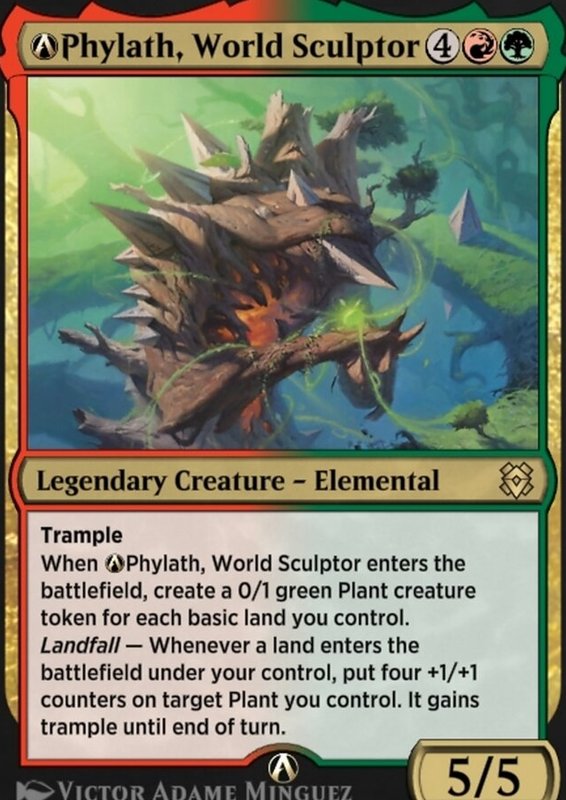 Phylath, World Sculptor 4
Legendary Creature – Elemental
Trample
When Phylath, World Sculptor enters the
battlefield, create a 0/1 green Plant creature
token for each basic land you control.
Landfall — Whenever a land enters the
battlefield under your control, put four +1/+1
counters on target Plant you control. It gains
trample until end of turn.
5/5
Victor Adame Minguez